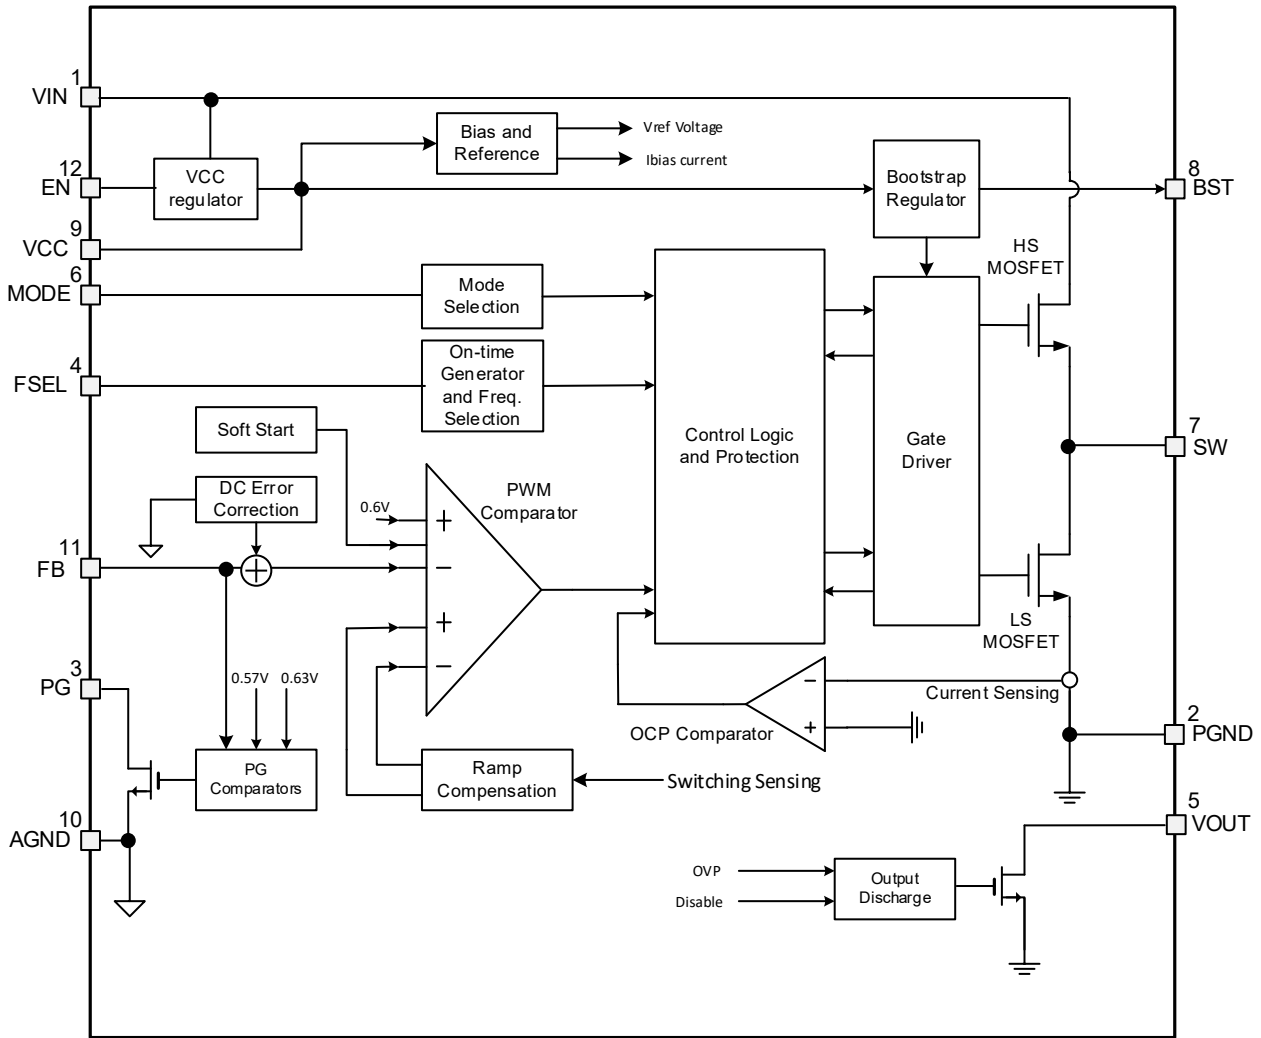 1
VIN
Bias and
Reference
Vref Voltage
Ibias current
12
EN
VCC
regulator
Bootstrap
Regulator
8
BST
9
VCC
HS
MOSFET
6
MODE
Mode
Selection
4
FSEL
On-time
Generator
and Freq.
Selection
Soft Start
Control Logic
and Protection
Gate
Driver
7
SW
DC Error
Correction
0.6V
PWM
Comparator
+
−
+
−
11
FB
+
LS
MOSFET
3
PG
0.57V
0.63V
−
+
Current Sensing
OCP Comparator
2
PGND
PG
Comparators
Ramp
Compensation
Switching Sensing
10
AGND
5
VOUT
OVP
Disable
Output
Discharge